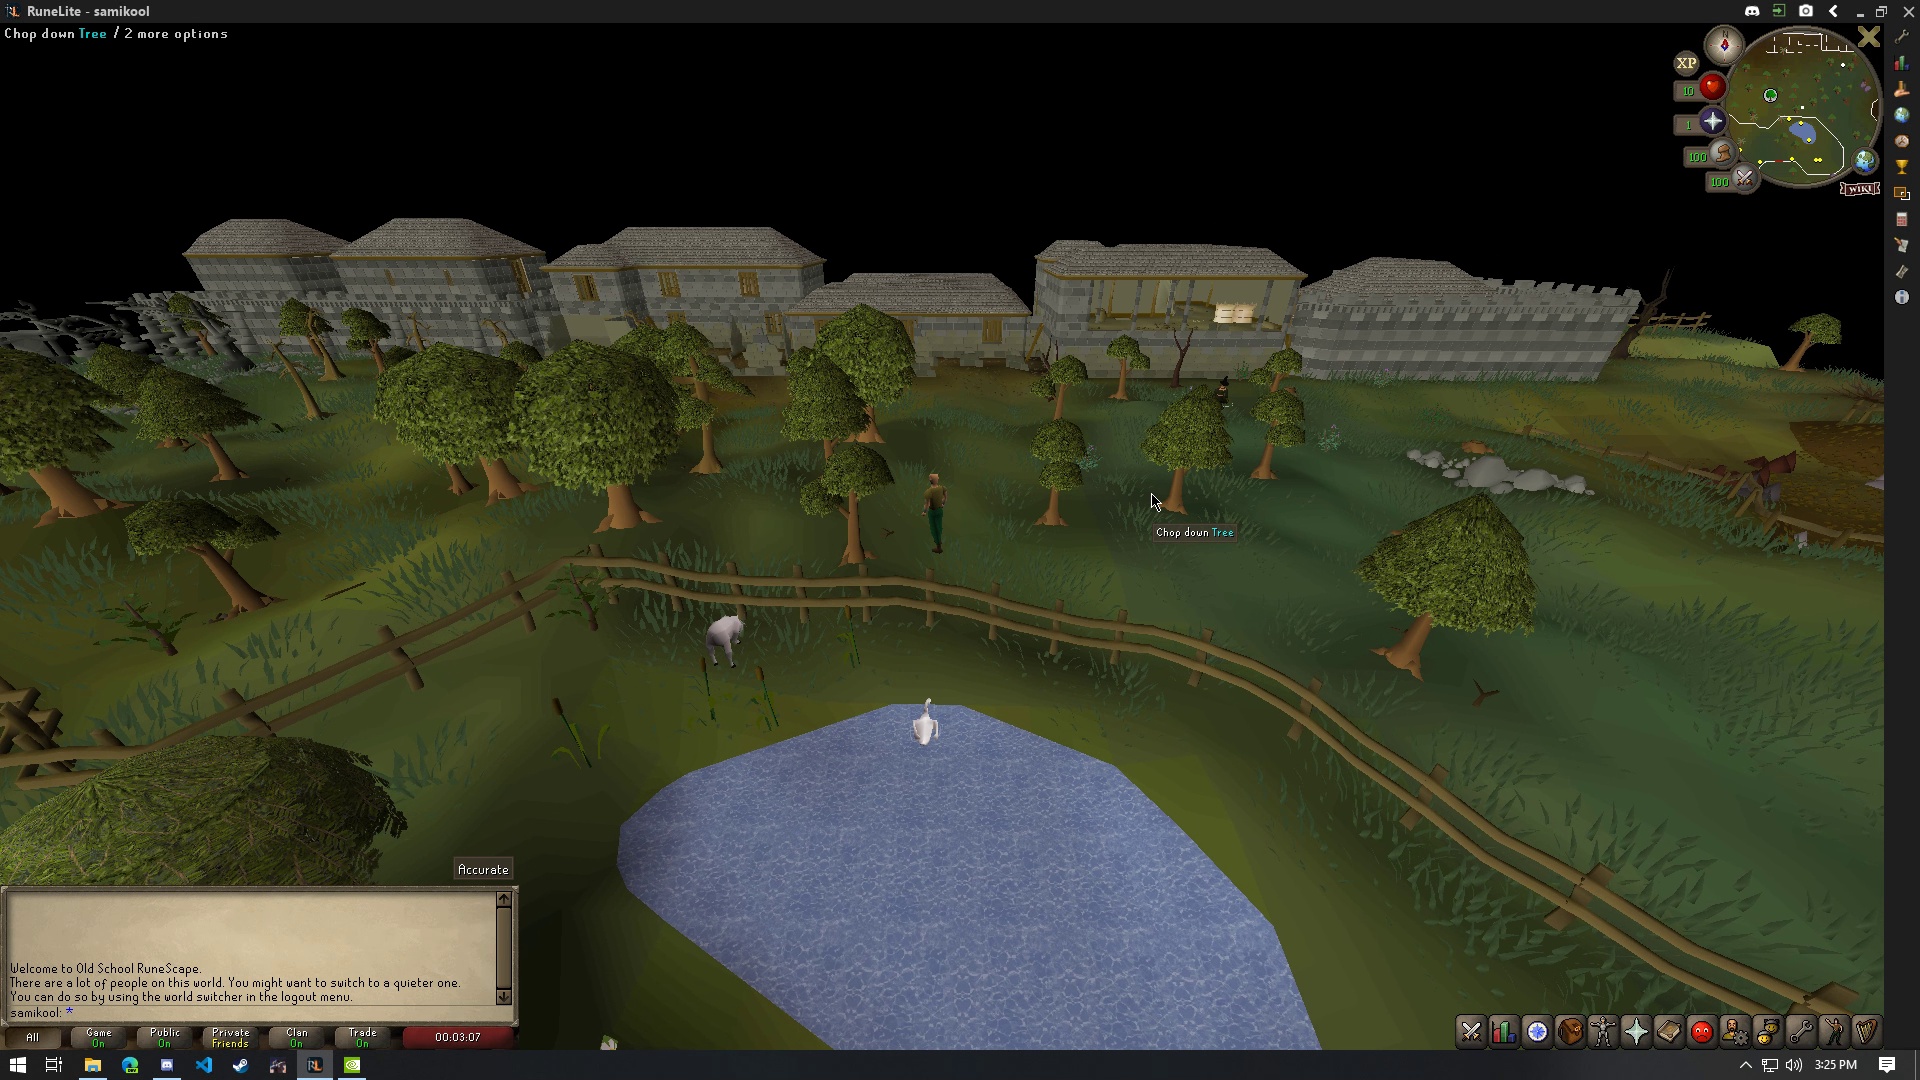 RuneLite - samikool
Chop down Tree / 2 more options
N
XP
10
1
100
100
WIKI
Chop down Tree
Accurate
Welcome to Old School RuneScape.
There are a lot of people on this world. You might want to switch to a quieter one.
You can do so by using the world switcher in the logout menu.
samikool: *
All
Game
On
Public
On
Private
Friends
Clan
On
Trade
On
00:03:07
3:25 PM